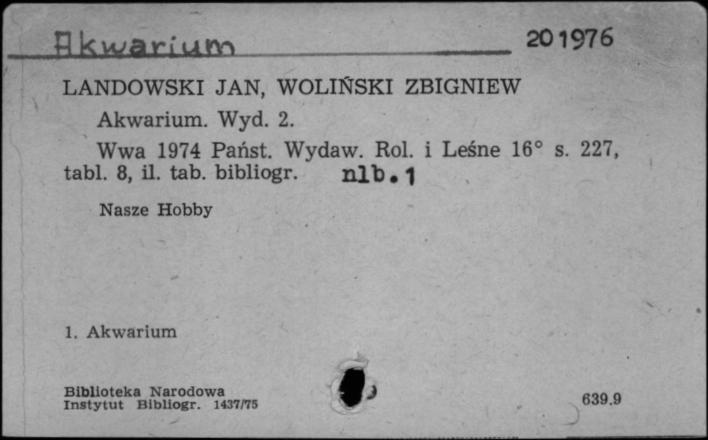 Akwarium 201976
LANDOWSKI JAN, WOLIŃSKI ZBIGNIEW
Akwarium. Wyd. 2.
Wwa 1974 Państ. Wydaw. Rol. i Leśne 16° s. 227,
tabl. 8, il. tab. bibliogr. nlb. 1
Nasze Hobby
1. Akwarium
Biblioteka Narodowa
Instytut Bibliogr. 1437/75 639.9